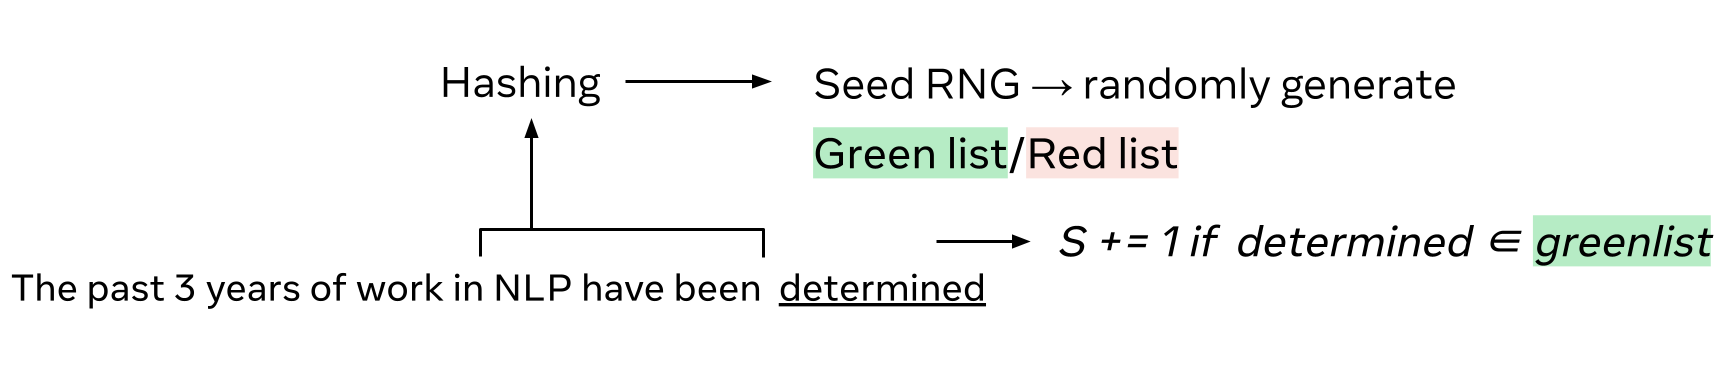 Hashing → Seed RNG → randomly generate
Green list/Red list
S += 1 if determined ∈ greenlist
The past 3 years of work in NLP have been determined